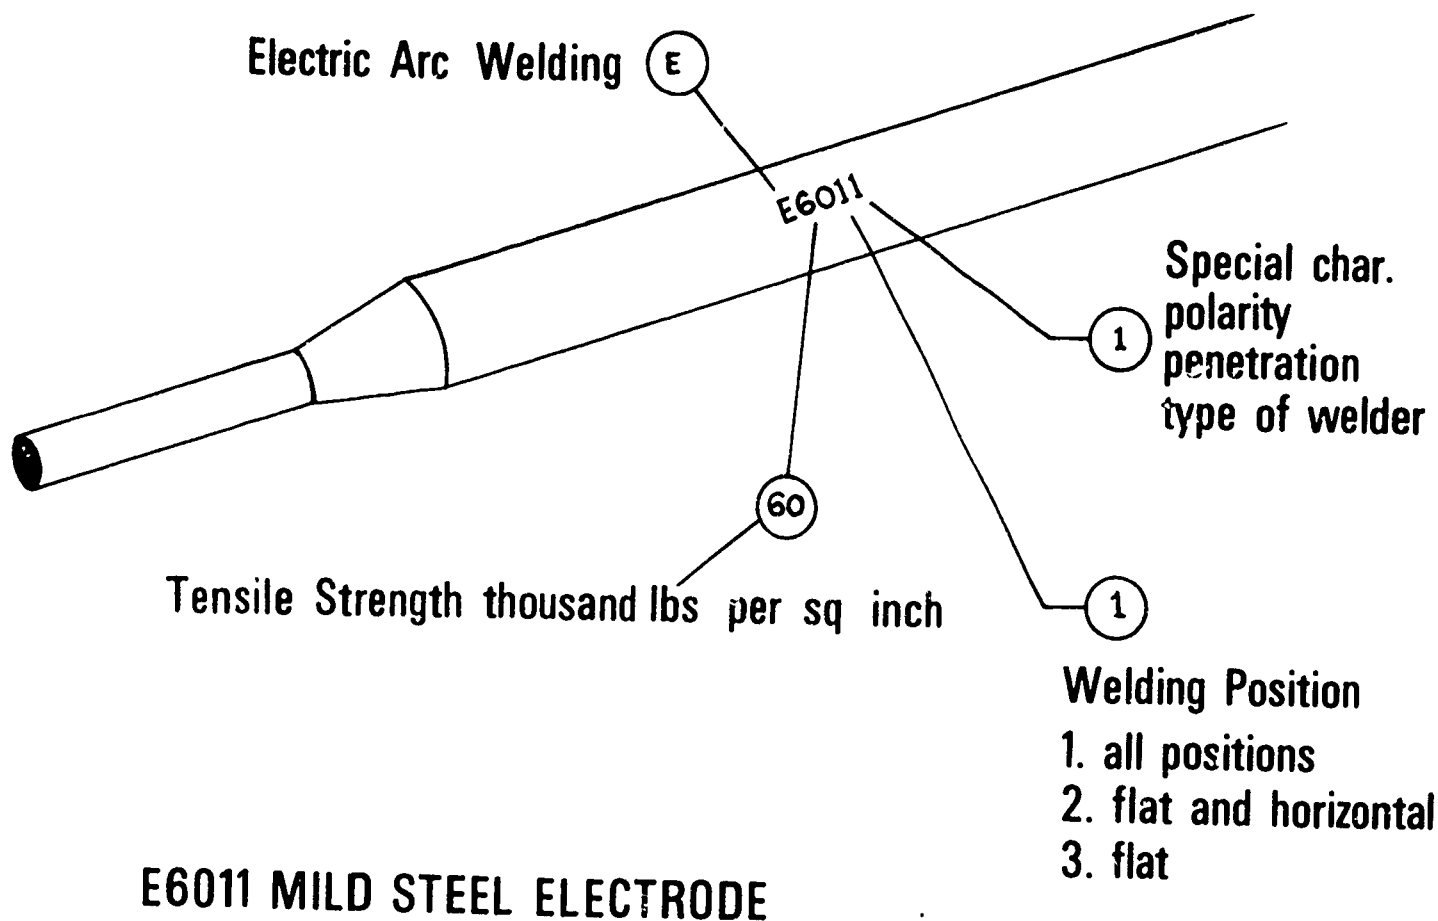 Electric Arc Welding E
E6011
Special char.
polarity
1
penetration
type of welder
60
Tensile Strength thousand lbs per sq inch
1
Welding Position
1. all positions
2. flat and horizontal
3. flat
E6011 MILD STEEL ELECTRODE